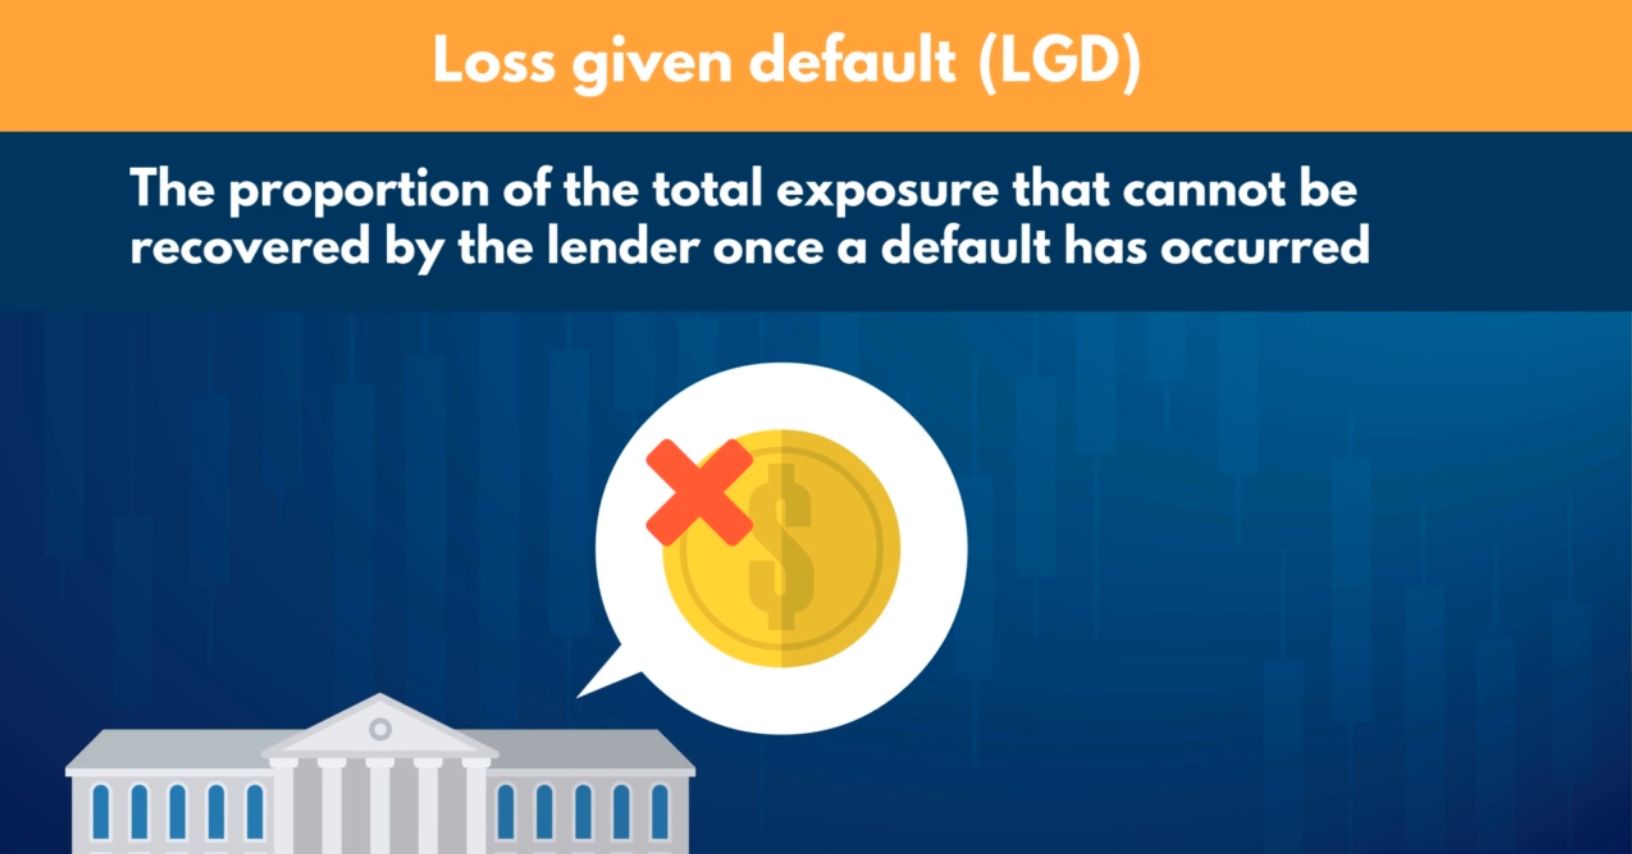 Loss given default (LGD)
The proportion of the total exposure that cannot be
recovered by the lender once a default has occurred
$